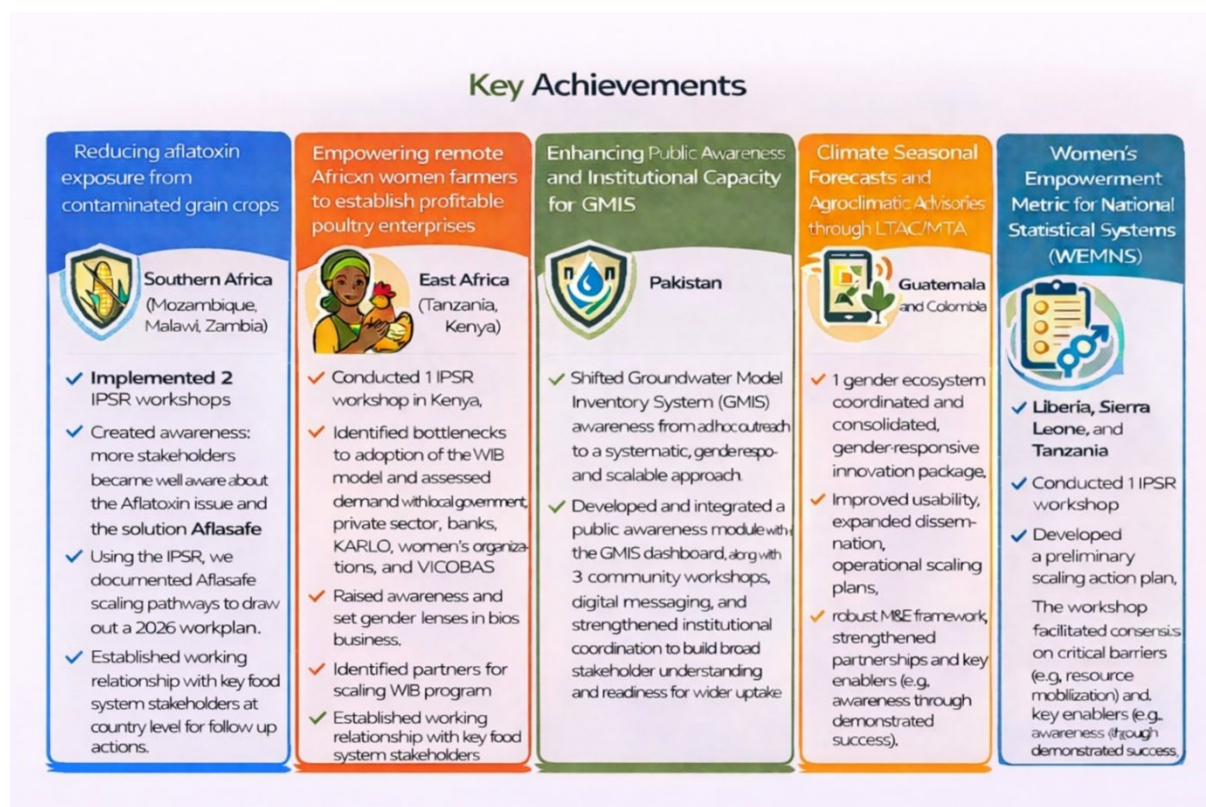 Key Achievements
Reducing aflatoxin
exposure from
contaminated grain crops
Southern Africa
(Mozambique,
Malawi, Zambia)
✓ Implemented 2
IPSR workshops
✓ Created awareness:
more stakeholders
became well aware about
the Aflatoxin issue and
the solution Aflasafe
✓ Using the IPSR, we
documented Aflasafe
scaling pathways to draw
out a 2026 workplan.
✓ Established working
relationship with key food
system stakeholders at
country level for follow up
actions.
Empowering remote
Africxn women farmers
to establish profitable
poultry enterprises
East Africa
(Tanzania,
Kenya)
✓ Conducted 1 IPSR
workshop in Kenya,
✓ Identified bottlenecks
to adoption of the WIB
model and assessed
demand with local government,
private sector, banks,
KARLO, women's organiza-
tions, and VICOBAS
✓ Raised awareness and
set gender lenses in bios
business.
✓ Identified partners for
scaling WIB program
✓ Established working
relationship with key food
system stakeholders
Enhancing Public Awareness
and Institutional Capacity
for GMIS
Pakistan
✓ Shifted Groundwater Model
Inventory System (GMIS)
awareness from ad hoc outreach
to a systematic, gender respo-
and scalable approach
✓ Developed and integrated a
public awareness module with
the GMIS dashboard, along with
3 community workshops,
digital messaging, and
strengthened institutional
coordination to build broad
stakeholder understanding
and readiness for wider uptake
Climate Seasonal
Forecasts and
Agroclimatic Advisories
through LTAC/MTA
Guatemala
and Colombia
✓ 1 gender ecosystem
coordinated and
consolidated,
gender-responsive
innovation package,
✓ Improved usability,
expanded dissem-
nation,
operational scaling
plans,
✓ robust M&E framework,
strengthened
partnerships and key
enablers (e.g,
awareness through
demonstrated
success),
Women's
Empowerment
Metric for National
Statistical Systems
(WEMNS)
✓ Liberia, Sierra
Leone, and
Tanzania
✓ Conducted 1 IPSR
workshop
✓ Developed
a preliminary
scaling action plan,
The workshop
facilitated consensis
on critical barriers
(e.g, resource
moblization) and.
key enablers (e.g..
awareness (through
demonstrated success,